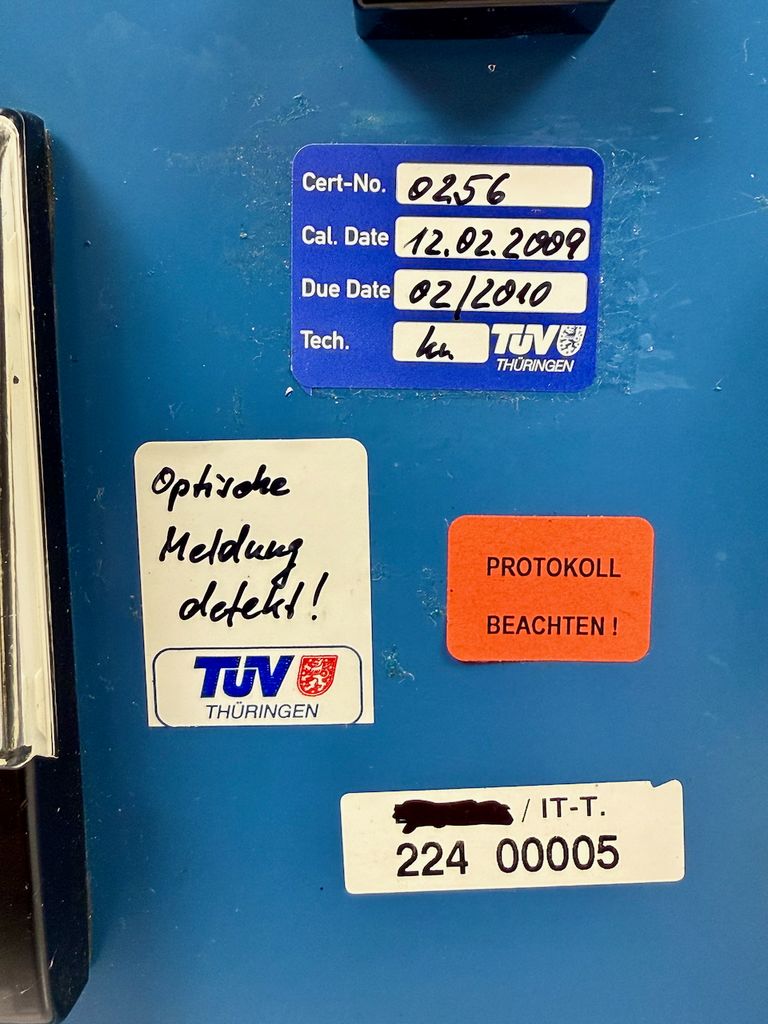 Cert-No. 0256
Cal. Date 12.02.2009
Due Date 02/2010
Tech. kn TÜV
THÜRINGEN
Optische
Meldung
defekt!
TÜV
THÜRINGEN
PROTOKOLL
BEACHTEN !
/ IT-T.
224 00005